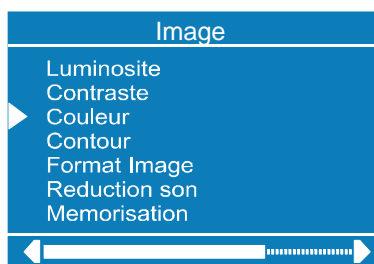 Image
Luminosite
Contraste
Couleur
Contour
Format Image
Reduction son
Memorisation